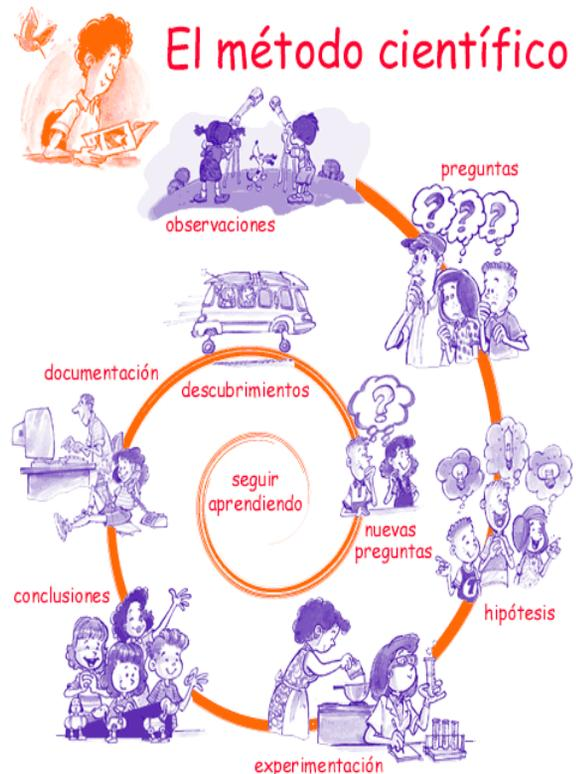 El método científico
observaciones
preguntas
? ? ?
hipótesis
experimentación
conclusiones
documentación
descubrimientos
?
nuevas
preguntas
seguir
aprendiendo